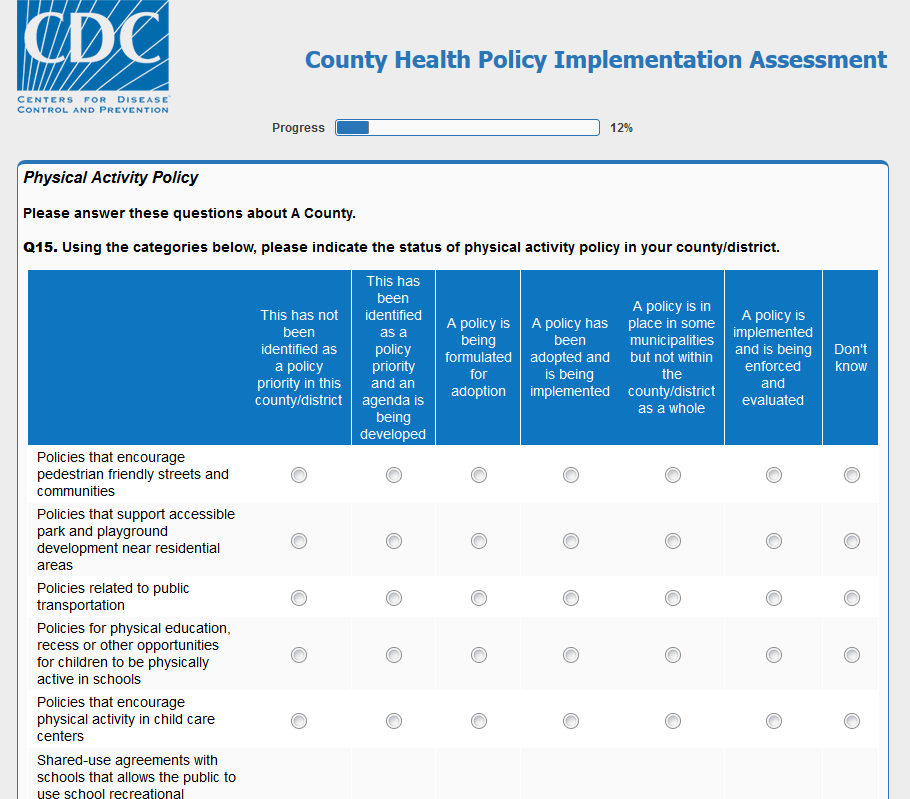 CDC
CENTERS FOR DISEASE
CONTROL AND PREVENTION
County Health Policy Implementation Assessment
Progress 12%
Physical Activity Policy
Please answer these questions about A County.
Q15. Using the categories below, please indicate the status of physical activity policy in your county/district.
This has not
been
identified as
a policy
priority in this
county/district
This has
been
identified
as a
policy
priority
and an
agenda is
being
developed
A policy is
being
formulated
for
adoption
A policy has
been
adopted and
is being
implemented
A policy is in
place in some
municipalities
but not within
the
county/district
as a whole
A policy is
implemented
and is being
enforced
and
evaluated
Don't
know
Policies that encourage
pedestrian friendly streets and
communities
Policies that support accessible
park and playground
development near residential
areas
Policies related to public
transportation
Policies for physical education,
recess or other opportunities
for children to be physically
active in schools
Policies that encourage
physical activity in child care
centers
Shared-use agreements with
schools that allows the public to
use school recreational